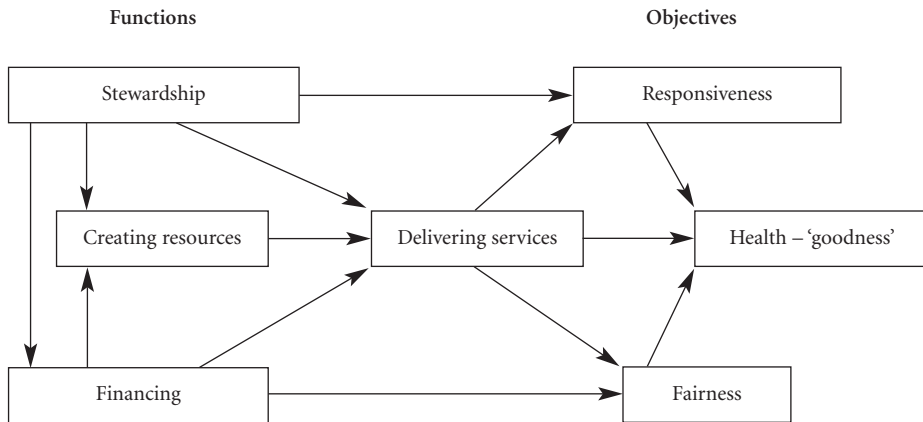 Functions
Objectives
Stewardship
Responsiveness
Creating resources
Delivering services
Health – ‘goodness’
Financing
Fairness